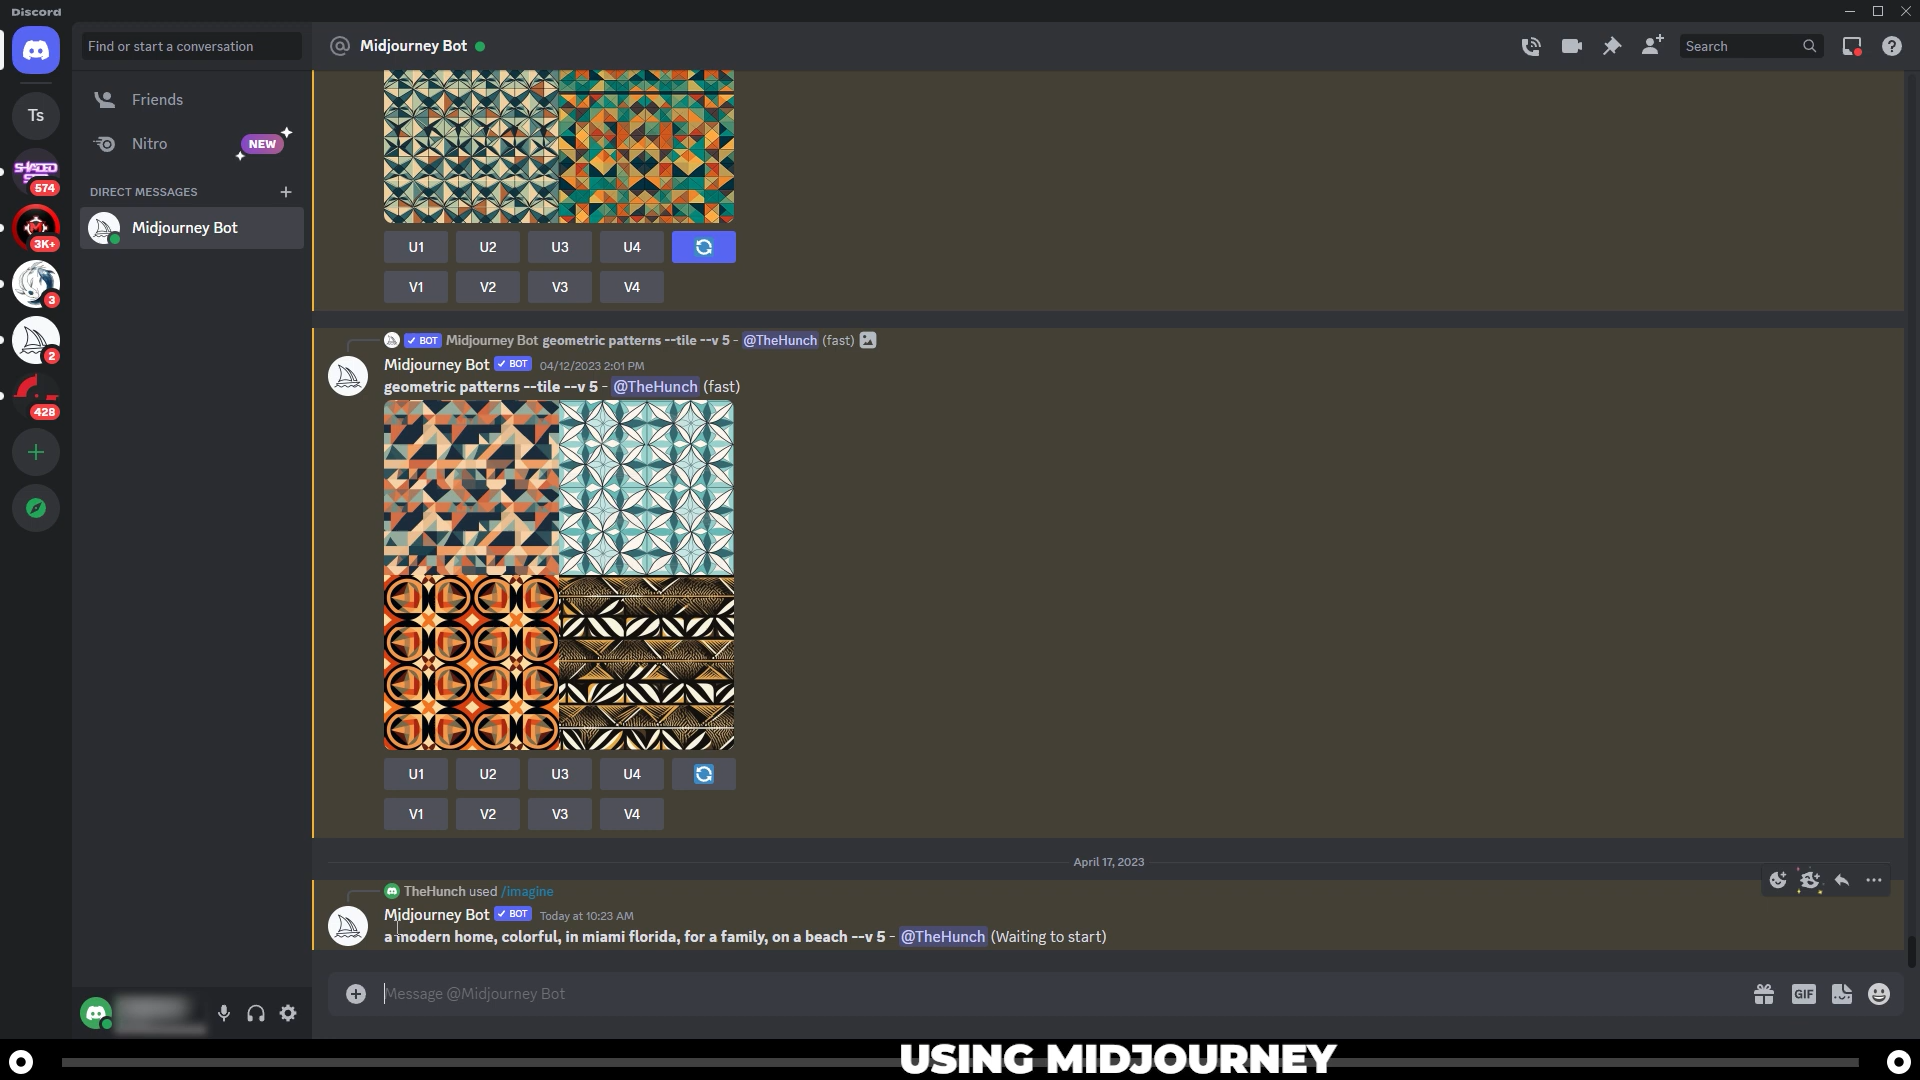 Discord
Find or start a conversation
Midjourney Bot
Search
Friends
Ts
Nitro
NEW
SHADED
574
DIRECT MESSAGES
Midjourney Bot
3K+
3
2
428
U1 U2 U3 U4
V1 V2 V3 V4
BOT Midjourney Bot geometric patterns --tile --v 5 - @TheHunch (fast)
Midjourney Bot BOT 04/12/2023 2:01 PM
geometric patterns --tile --v 5 - @TheHunch (fast)
U1 U2 U3 U4
V1 V2 V3 V4
April 17, 2023
TheHunch used /imagine
Midjourney Bot BOT Today at 10:23 AM
a modern home, colorful, in miami florida, for a family, on a beach --v 5 - @TheHunch (Waiting to start)
Message @Midjourney Bot
GIF
USING MIDJOURNEY